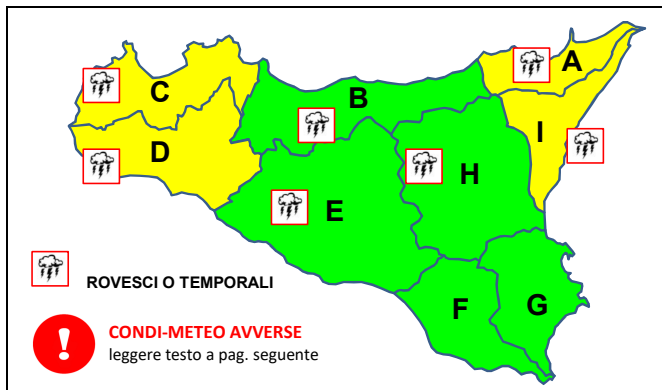 A
C
B
I
D
H
E
F
G
ROVESCI O TEMPORALI
! CONDI-METEO AVVERSE
leggere testo a pag. seguente